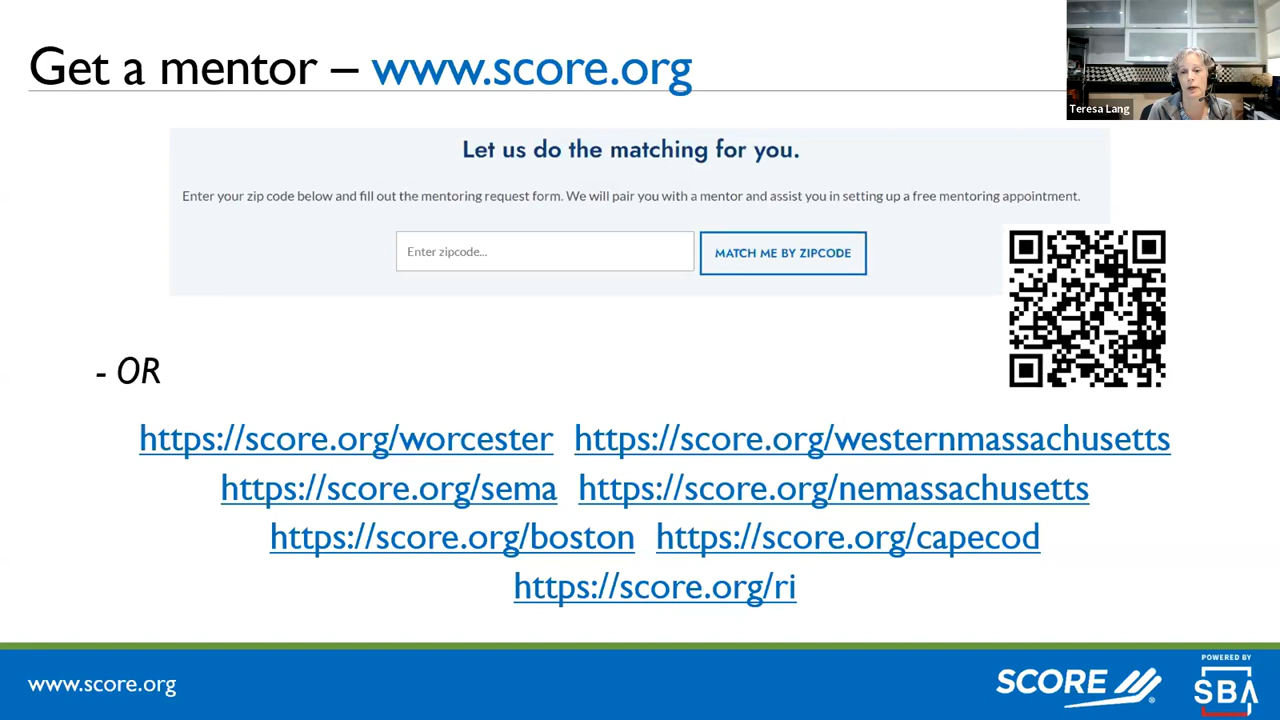 Get a mentor – www.score.org
Teresa Lang
Let us do the matching for you.
Enter your zip code below and fill out the mentoring request form. We will pair you with a mentor and assist you in setting up a free mentoring appointment.
Enter zipcode... MATCH ME BY ZIPCODE
- OR
https://score.org/worcester https://score.org/westernmassachusetts
https://score.org/sema https://score.org/nemassachusetts
https://score.org/boston https://score.org/capecod
https://score.org/ri
www.score.org
SCORE ®
POWERED BY
SBA